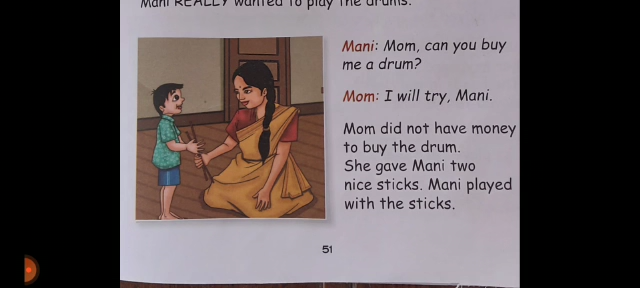 Mani REALLY wanted to play the drums.
Mani: Mom, can you buy
me a drum?
Mom: I will try, Mani.
Mom did not have money
to buy the drum.
She gave Mani two
nice sticks. Mani played
with the sticks.
51